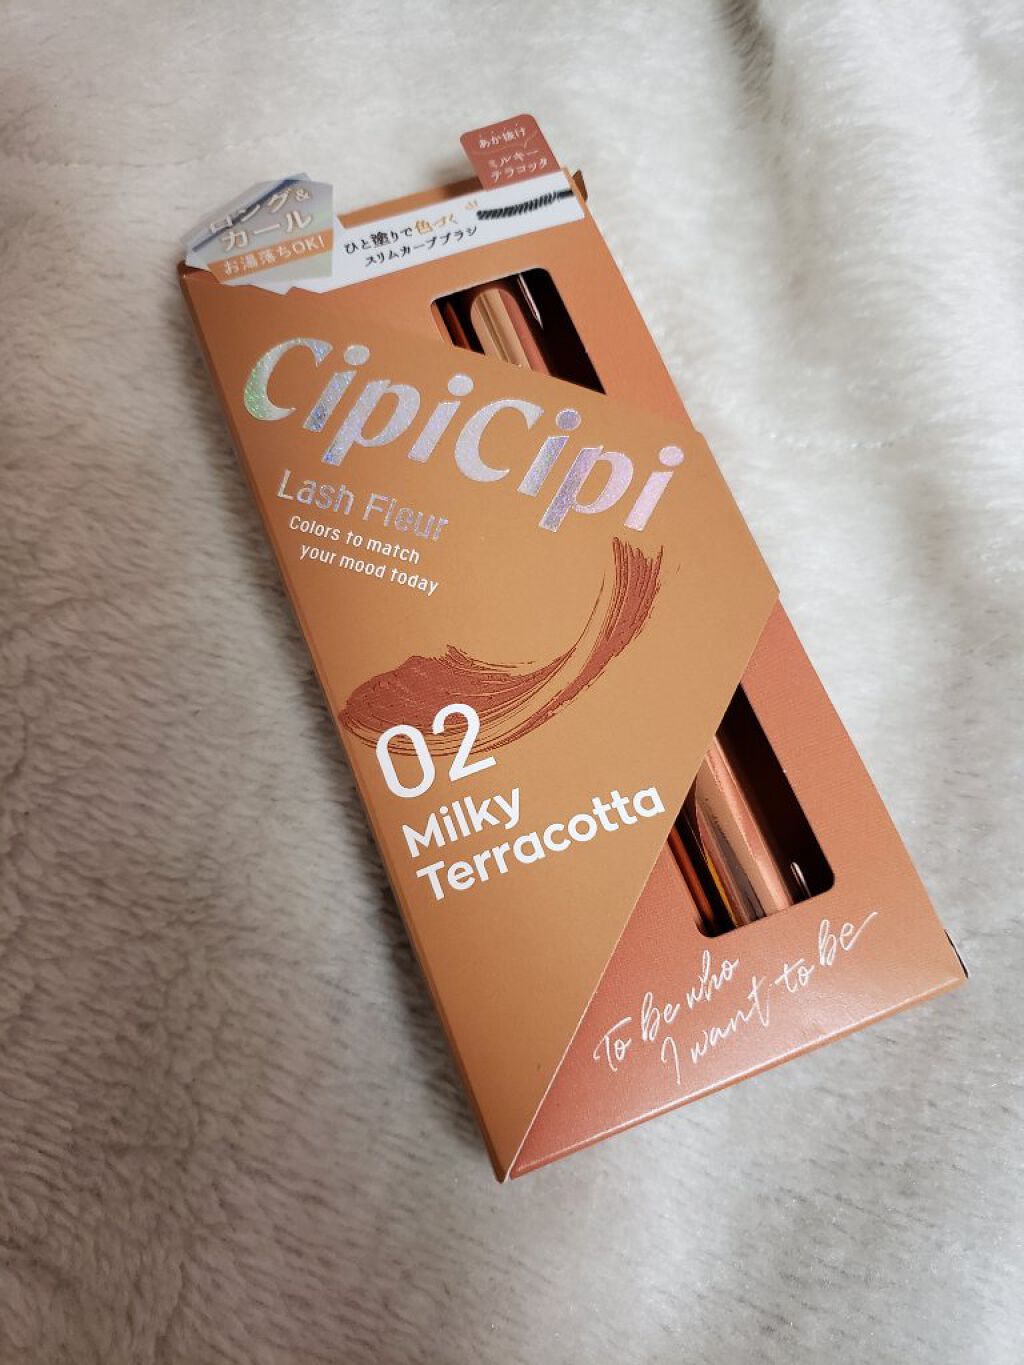 あか抜け
ミルキー
テラコッタ
ロング&
カール
お湯落ちOK!
ひと塗りで色づく
スリムカーブブラシ
CipiCipi
Lash Fleur
Colors to match
your mood today
02
Milky
Terracotta
To be who
I want to be